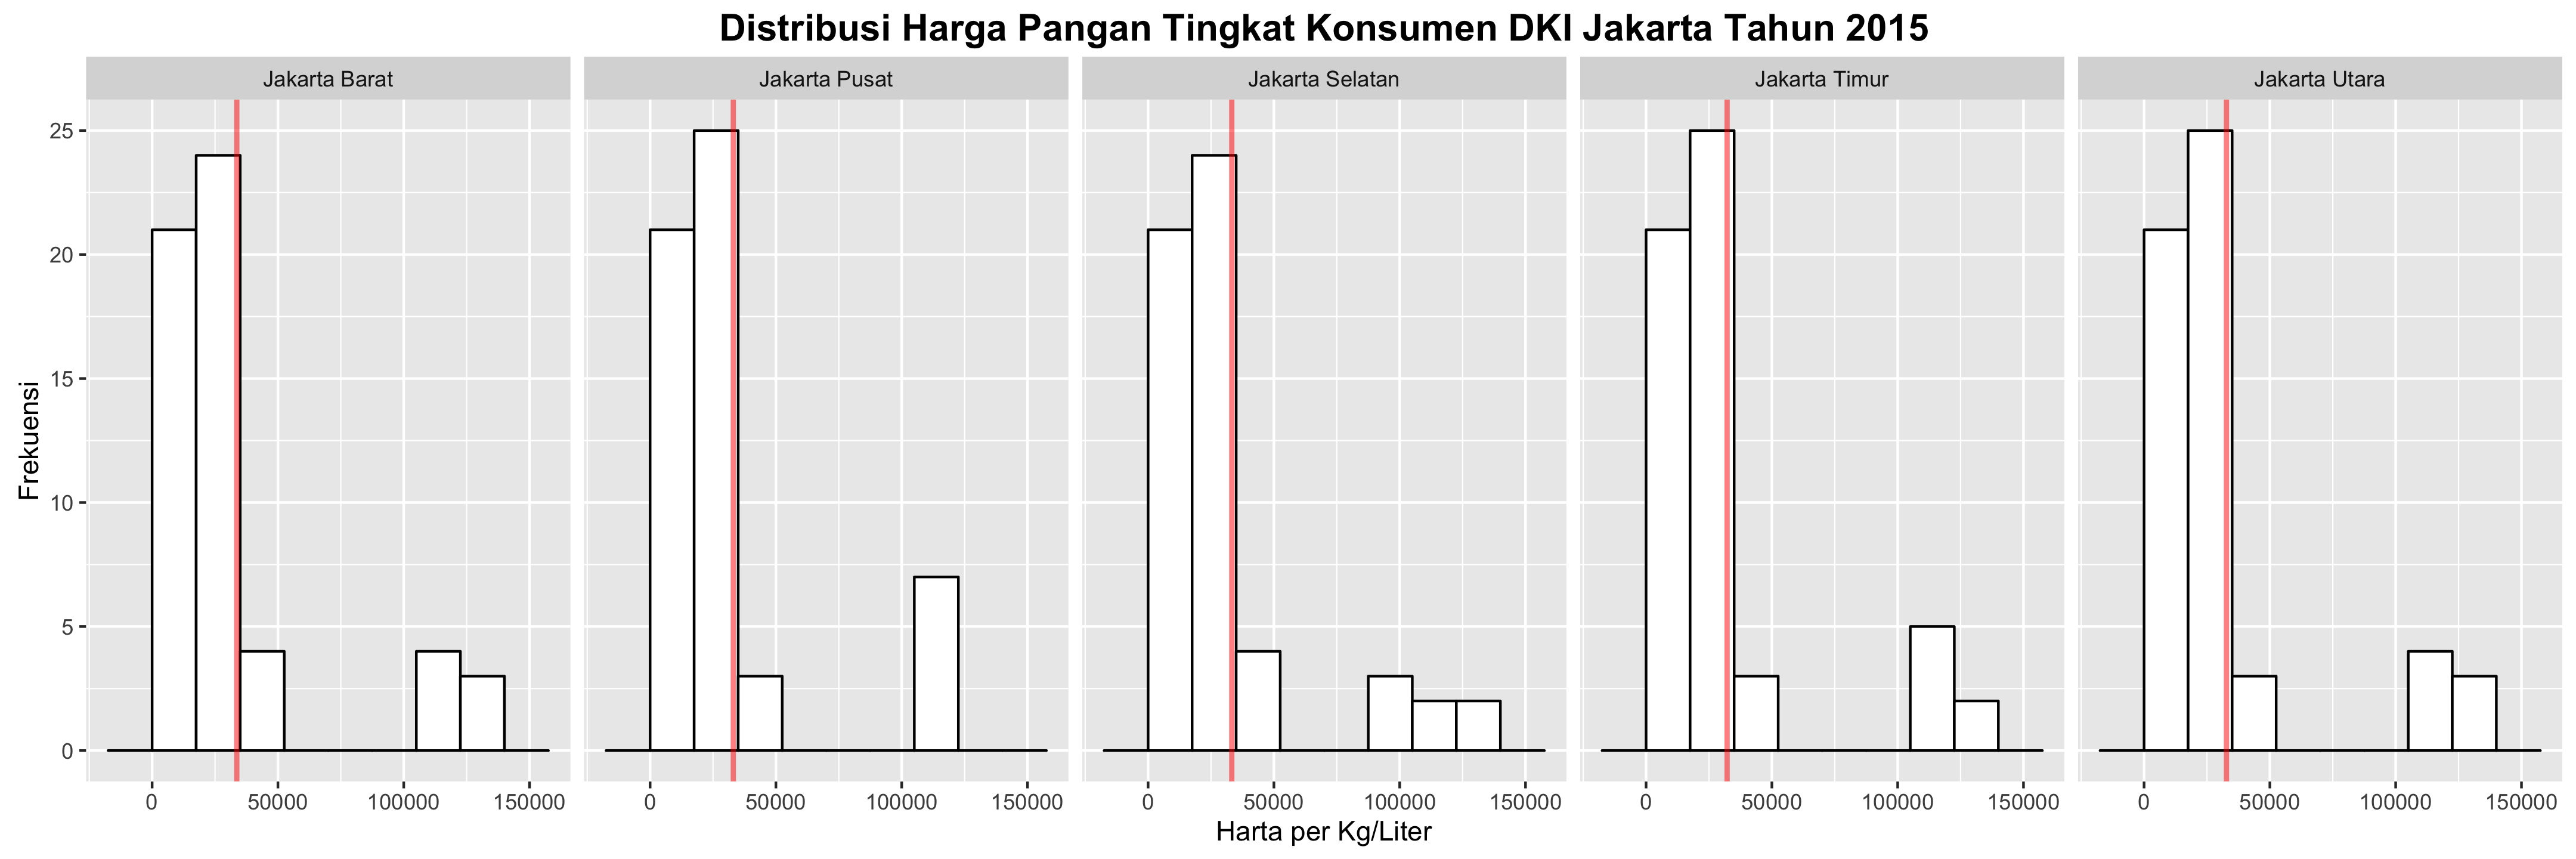 Distribusi Harga Pangan Tingkat Konsumen DKI Jakarta Tahun 2015
Jakarta Barat
Jakarta Pusat
Jakarta Selatan
Jakarta Timur
Jakarta Utara
Frekuensi
25
20
15
10
5
0
0 50000 100000 150000
0 50000 100000 150000
0 50000 100000 150000
0 50000 100000 150000
0 50000 100000 150000
Harta per Kg/Liter